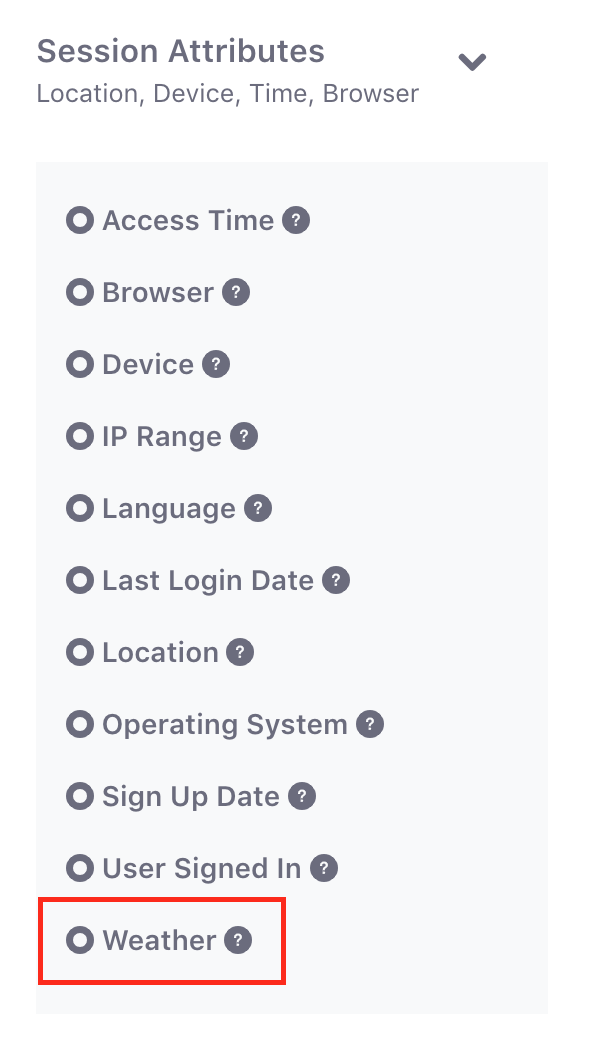 Session Attributes
Location, Device, Time, Browser
Access Time ?
Browser ?
Device ?
IP Range ?
Language ?
Last Login Date ?
Location ?
Operating System ?
Sign Up Date ?
User Signed In ?
Weather ?